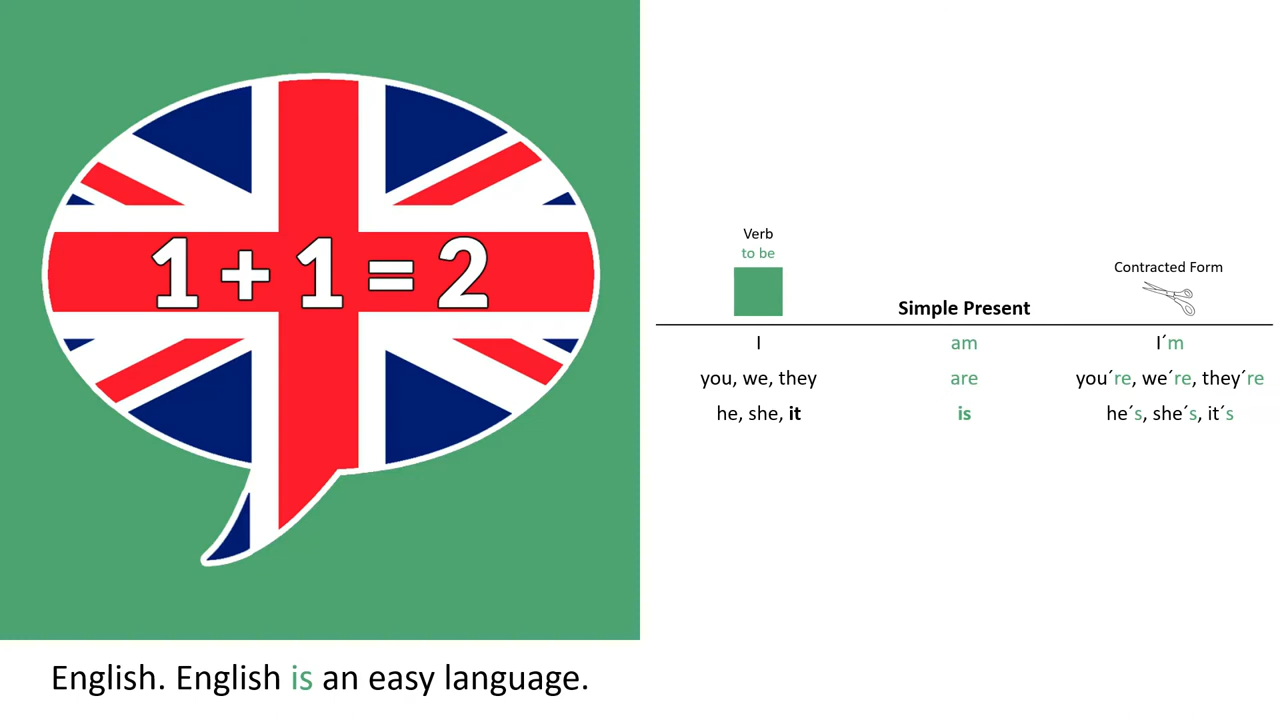 1 + 1 = 2
English. English is an easy language.
Verb
to be
Simple Present
Contracted Form
I am I´m
you, we, they are you´re, we´re, they´re
he, she, it is he´s, she´s, it´s